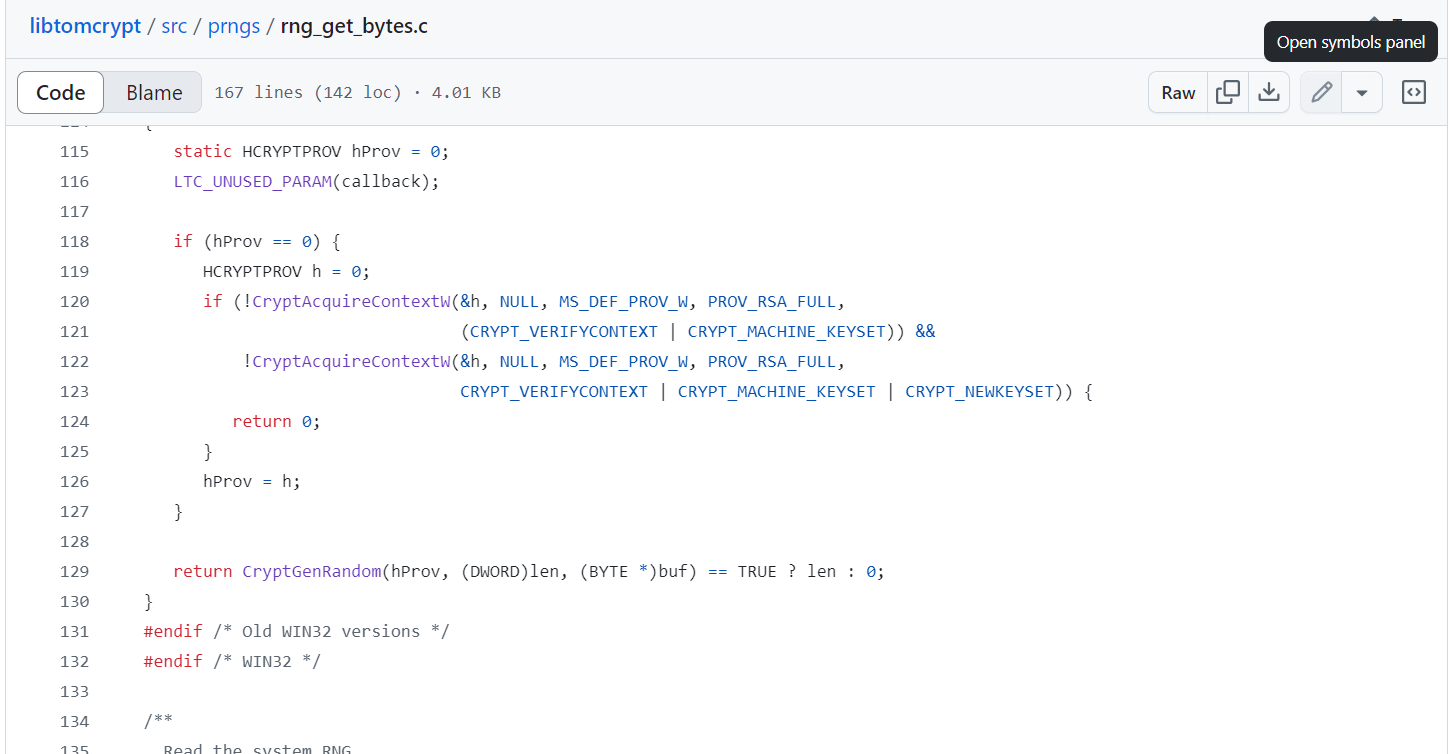 libtomcrypt / src / prngs / rng_get_bytes.c
Open symbols panel
Code Blame 167 lines (142 loc) · 4.01 KB Raw
115 static HCRYPTPROV hProv = 0;
116 LTC_UNUSED_PARAM(callback);
117
118 if (hProv == 0) {
119 HCRYPTPROV h = 0;
120 if (!CryptAcquireContextW(&h, NULL, MS_DEF_PROV_W, PROV_RSA_FULL,
121 (CRYPT_VERIFYCONTEXT | CRYPT_MACHINE_KEYSET)) &&
122 !CryptAcquireContextW(&h, NULL, MS_DEF_PROV_W, PROV_RSA_FULL,
123 CRYPT_VERIFYCONTEXT | CRYPT_MACHINE_KEYSET | CRYPT_NEWKEYSET)) {
124 return 0;
125 }
126 hProv = h;
127 }
128
129 return CryptGenRandom(hProv, (DWORD)len, (BYTE *)buf) == TRUE ? len : 0;
130 }
131 #endif /* Old WIN32 versions */
132 #endif /* WIN32 */
133
134 /**
135 Read the system RNG